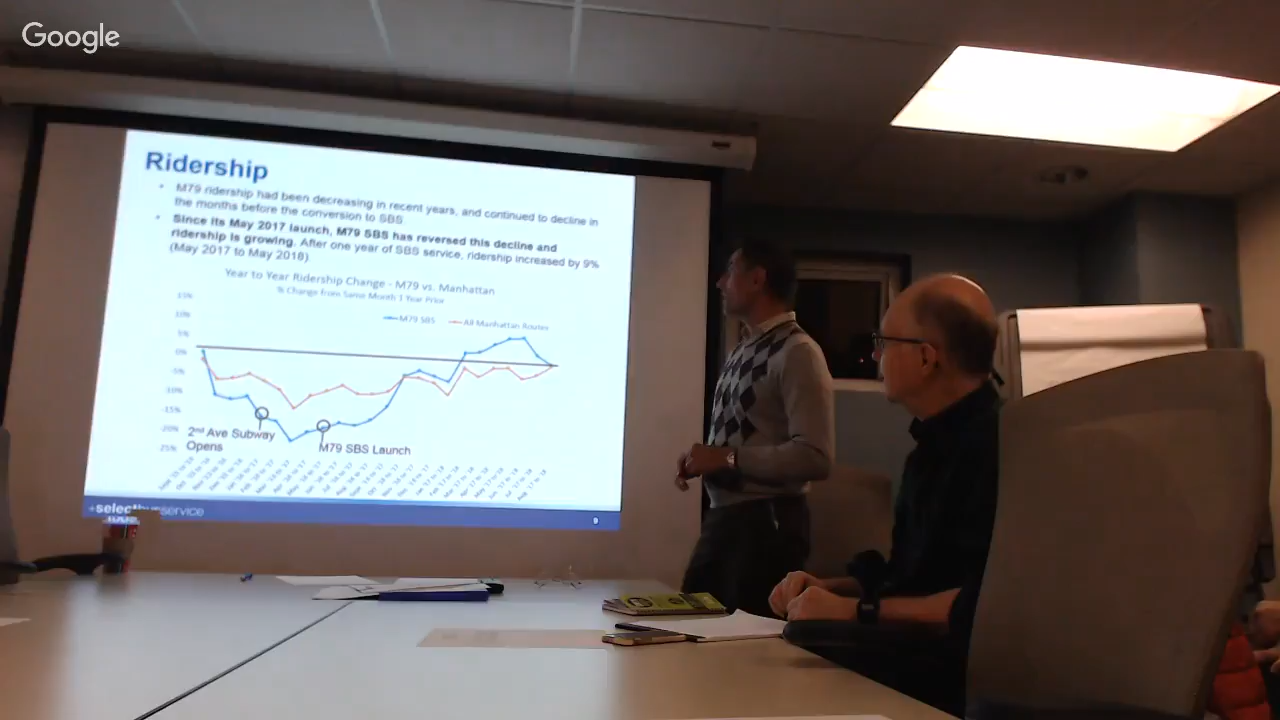 Google
Ridership
• M79 ridership had been decreasing in recent years, and continued to decline in
the months before the conversion to SBS
• Since its May 2017 launch, M79 SBS has reversed this decline and
ridership is growing. After one year of SBS service, ridership increased by 9%
(May 2017 to May 2018)
Year to Year Ridership Change - M79 vs. Manhattan
% Change from Same Month 1 Year Prior
M79 SBS All Manhattan Routes
15%
10%
5%
0%
-5%
-10%
-15%
-20%
-25%
2nd Ave Subway
Opens
M79 SBS Launch
+selectbusservice
9